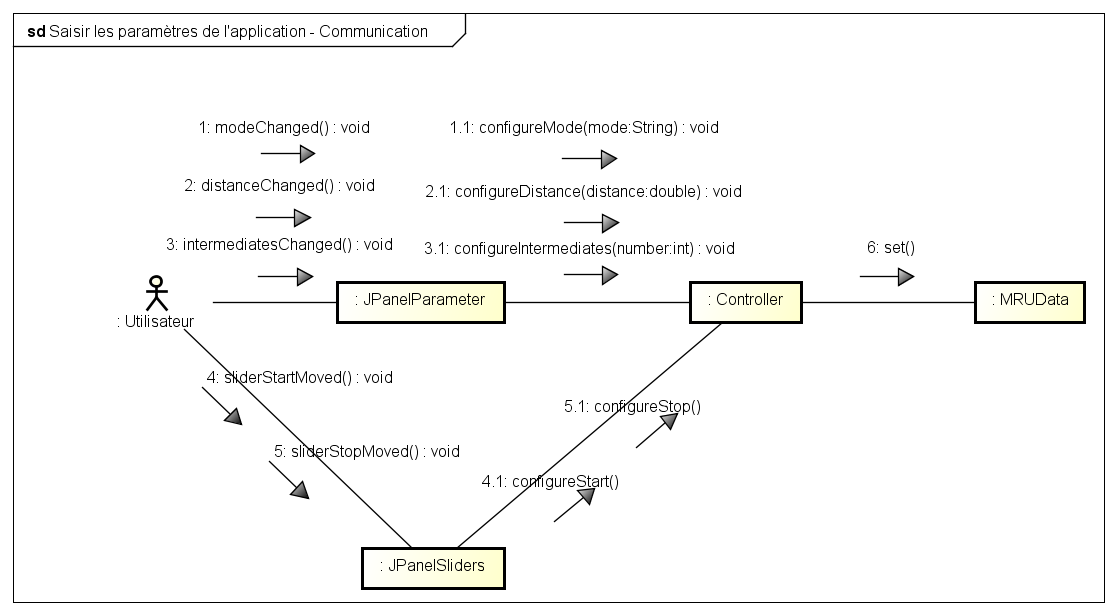 sd Saisir les paramètres de l'application - Communication
1: modeChanged() : void
1.1: configureMode(mode:String) : void
2: distanceChanged() : void
2.1: configureDistance(distance:double) : void
3: intermediatesChanged() : void
3.1: configureIntermediates(number:int) : void
6: set()
: JPanelParameter
: Controller
: MRUData
: Utilisateur
4: sliderStartMoved() : void
5.1: configureStop()
5: sliderStopMoved() : void
4.1: configureStart()
: JPanelSliders